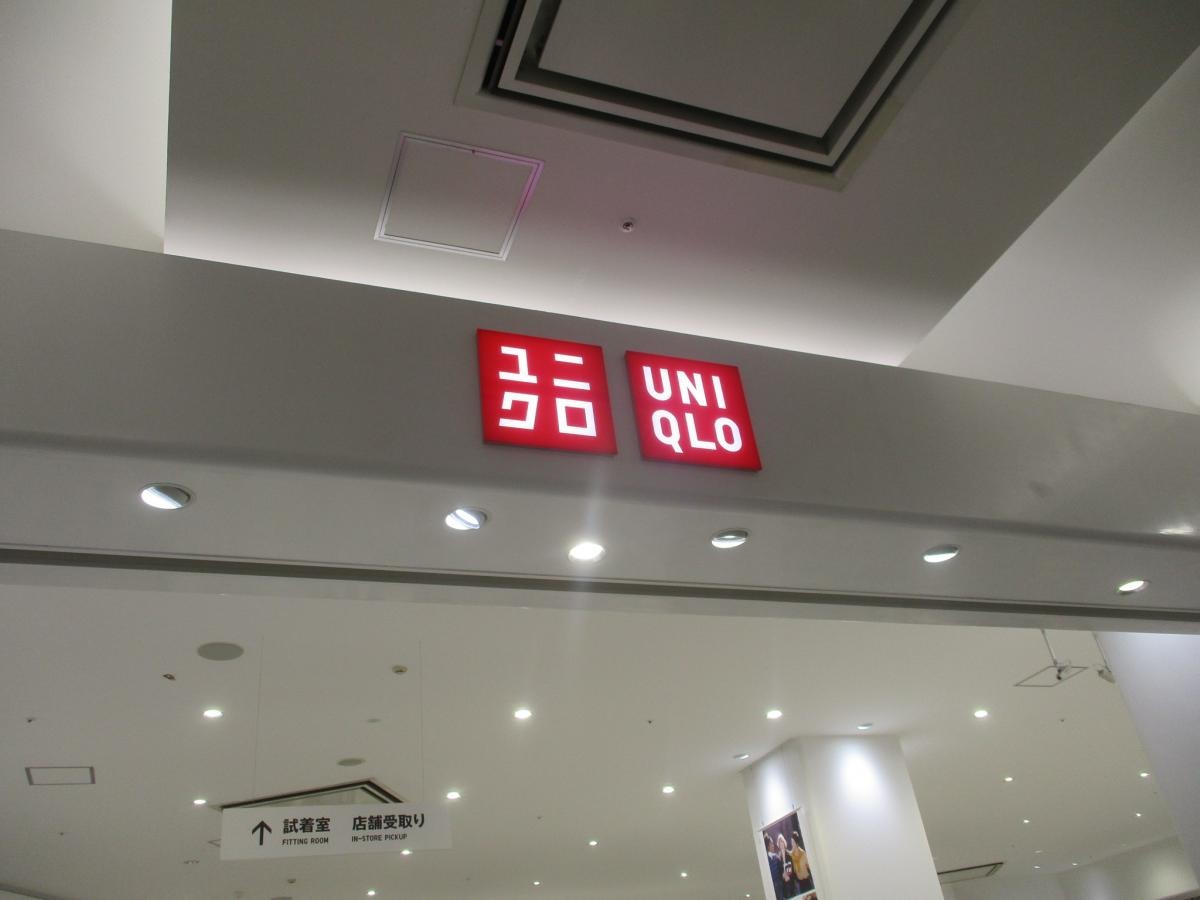 ユニ
クロ
UNI
QLO
試着室 店舗受取り
FITTING ROOM IN-STORE PICKUP